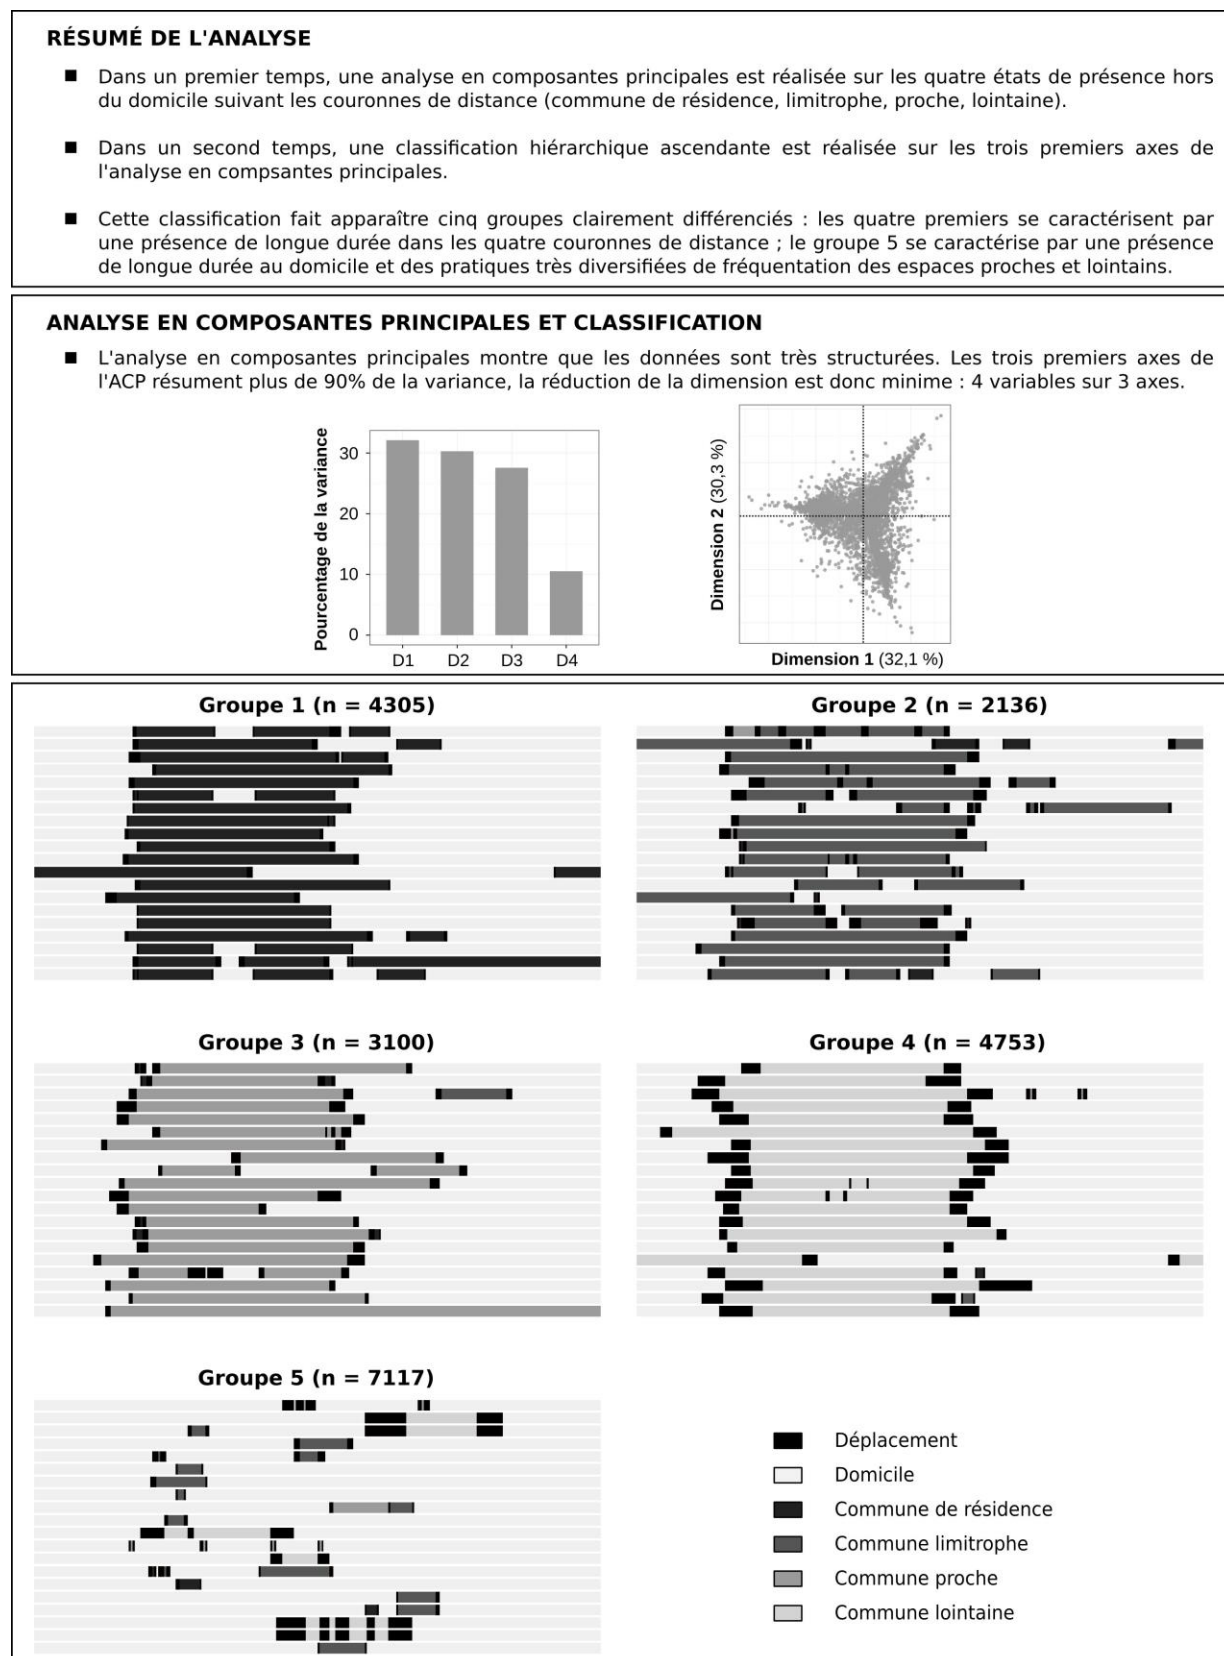 RÉSUMÉ DE L'ANALYSE
■ Dans un premier temps, une analyse en composantes principales est réalisée sur les quatre états de présence hors
du domicile suivant les couronnes de distance (commune de résidence, limitrophe, proche, lointaine).
■ Dans un second temps, une classification hiérarchique ascendante est réalisée sur les trois premiers axes de
l'analyse en compsantes principales.
■ Cette classification fait apparaître cinq groupes clairement différenciés : les quatre premiers se caractérisent par
une présence de longue durée dans les quatre couronnes de distance ; le groupe 5 se caractérise par une présence
de longue durée au domicile et des pratiques très diversifiées de fréquentation des espaces proches et lointains.
ANALYSE EN COMPOSANTES PRINCIPALES ET CLASSIFICATION
■ L'analyse en composantes principales montre que les données sont très structurées. Les trois premiers axes de
l'ACP résument plus de 90% de la variance, la réduction de la dimension est donc minime : 4 variables sur 3 axes.
Pourcentage de la variance
30
20
10
0
D1 D2 D3 D4
Dimension 2 (30,3 %)
Dimension 1 (32,1 %)
Groupe 1 (n = 4305)
Groupe 2 (n = 2136)
Groupe 3 (n = 3100)
Groupe 4 (n = 4753)
Groupe 5 (n = 7117)
Déplacement
Domicile
Commune de résidence
Commune limitrophe
Commune proche
Commune lointaine